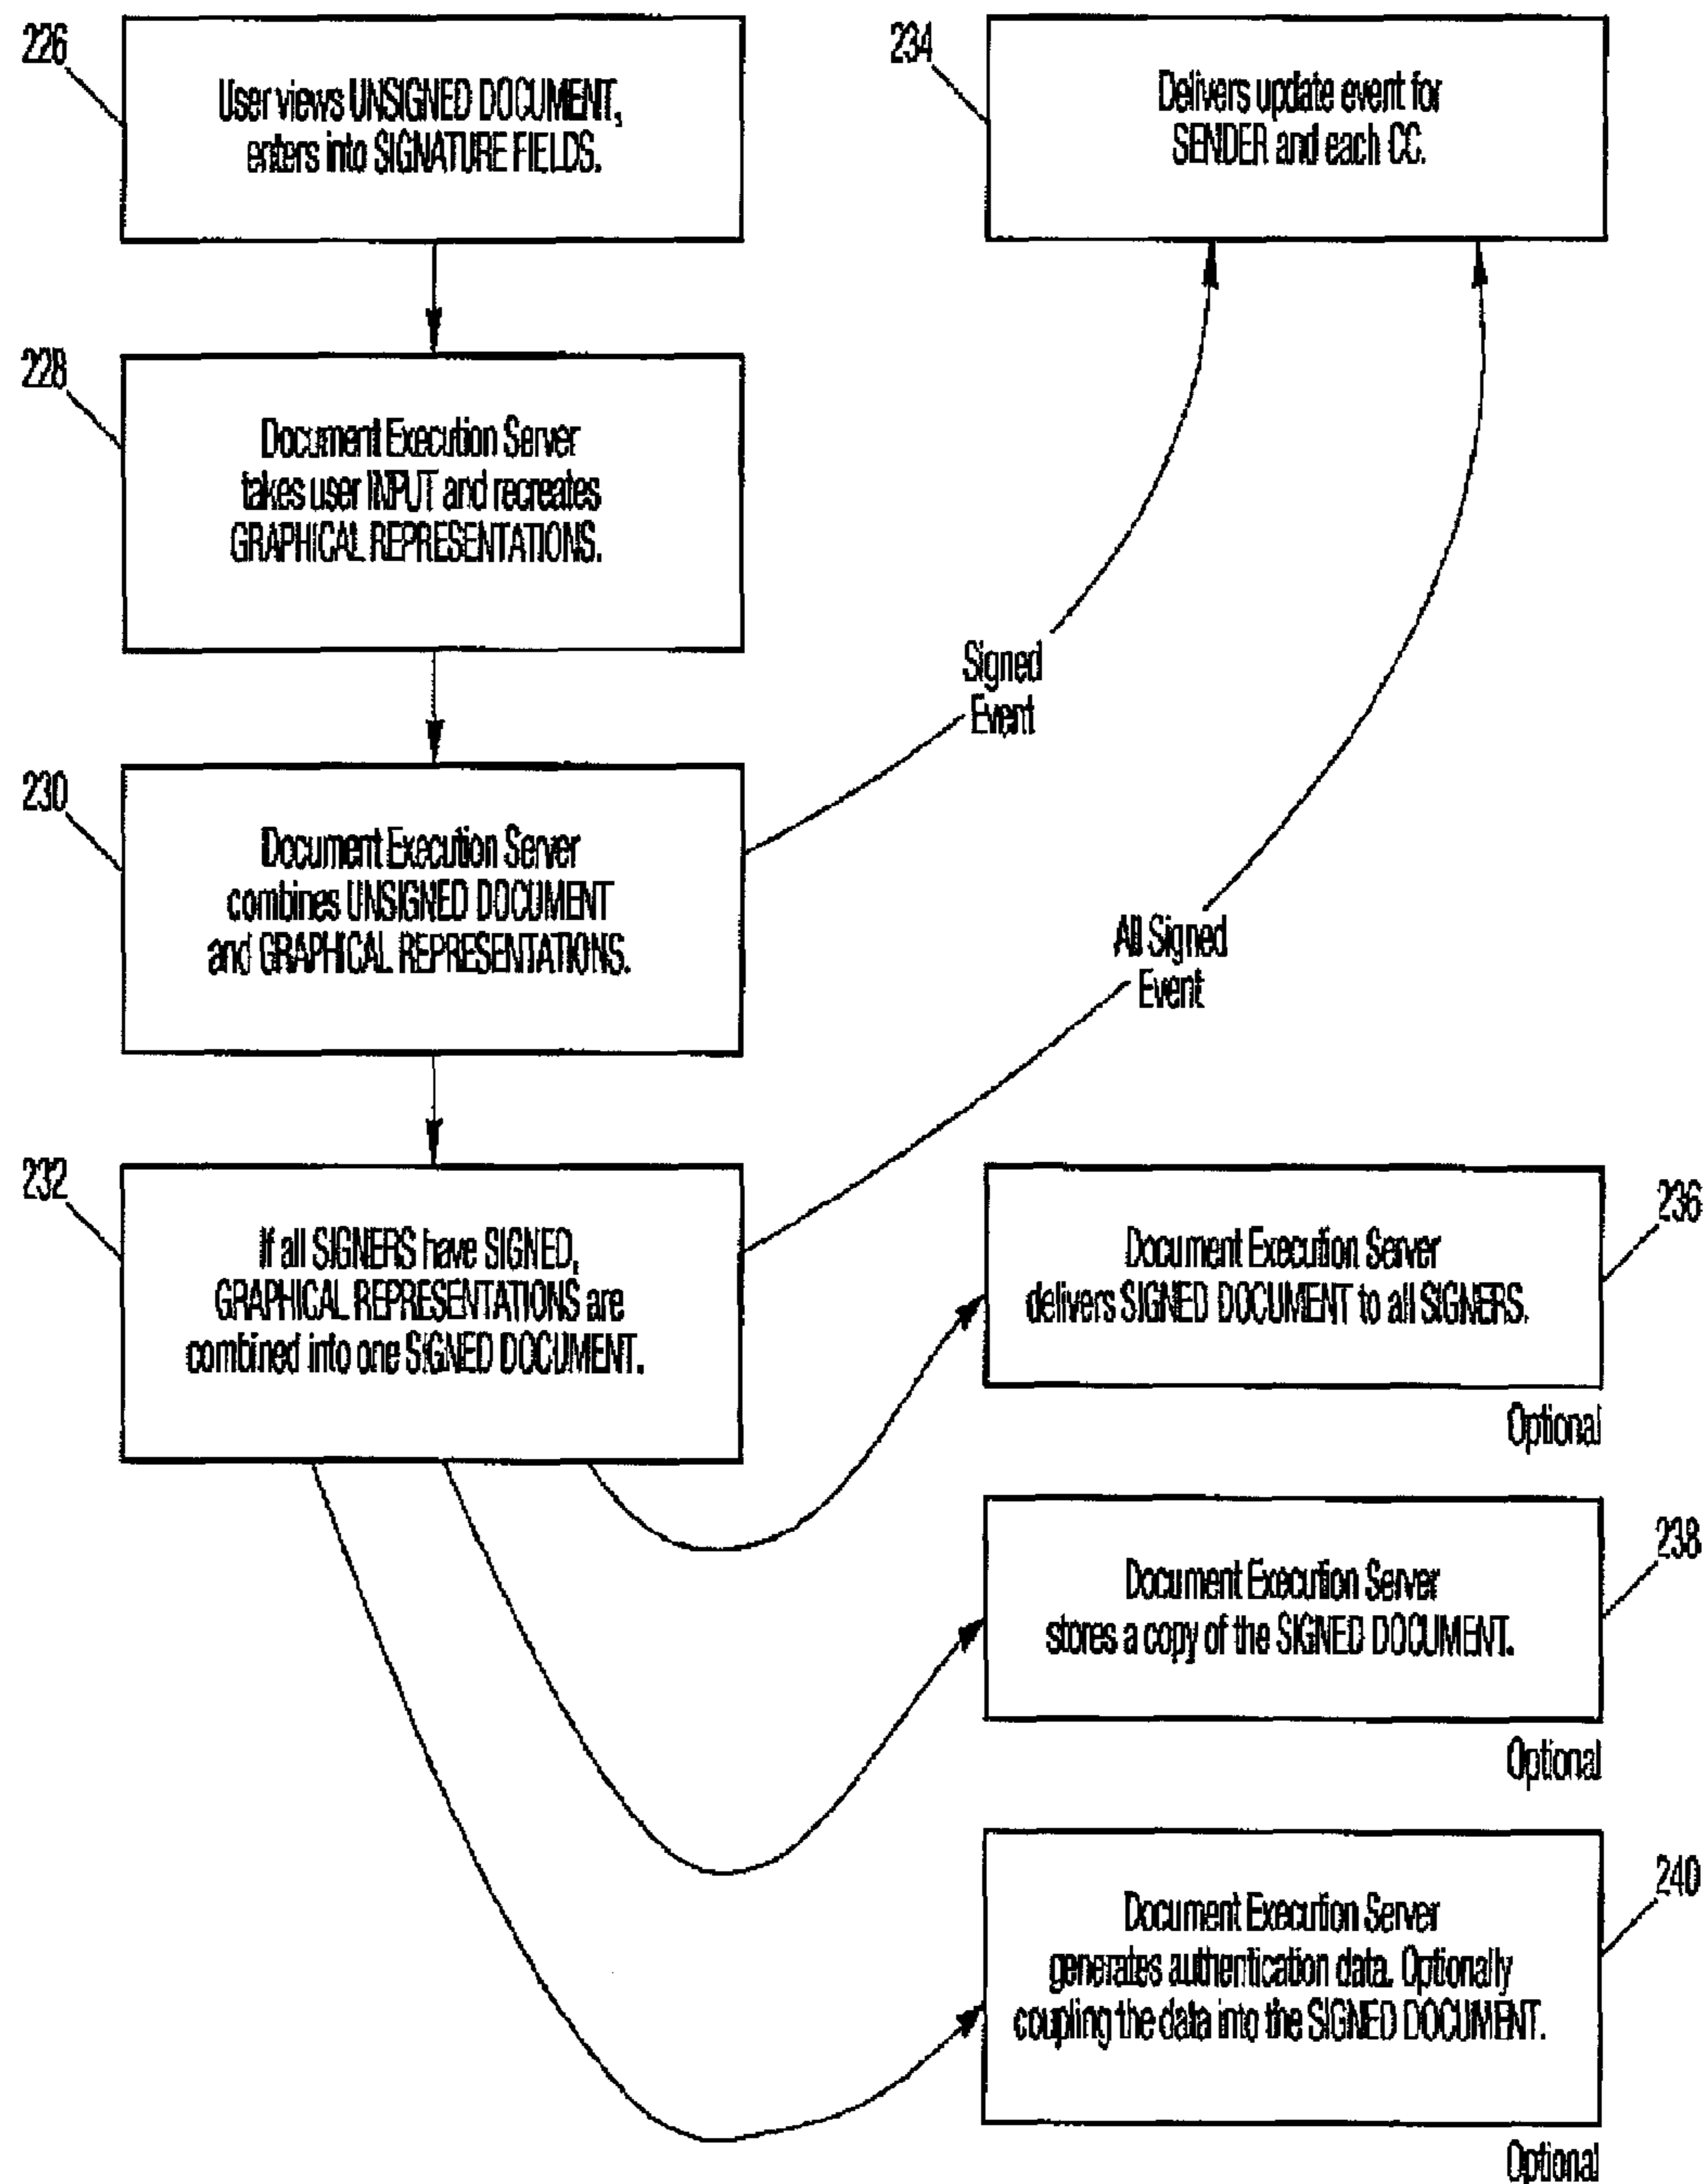 226
User views UNSIGNED DOCUMENT,
enters into SIGNATURE FIELDS.
234
Delivers update event for
SENDER and each CC.
228
Document Execution Server
takes user INPUT and recreates
GRAPHICAL REPRESENTATIONS.
Signed
Event
230
Document Execution Server
combines UNSIGNED DOCUMENT
and GRAPHICAL REPRESENTATIONS.
All Signed
Event
232
If all SIGNERS have SIGNED,
GRAPHICAL REPRESENTATIONS are
combined into one SIGNED DOCUMENT.
236
Document Execution Server
delivers SIGNED DOCUMENT to all SIGNERS.
Optional
238
Document Execution Server
stores a copy of the SIGNED DOCUMENT.
Optional
240
Document Execution Server
generates authentication data. Optionally
coupling the data into the SIGNED DOCUMENT.
Optional